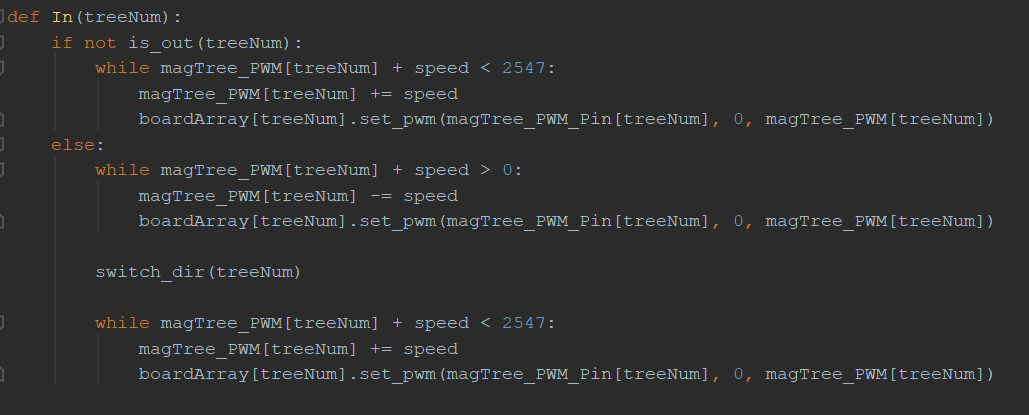 def In(treeNum):
    if not is_out(treeNum):
        while magTree_PWM[treeNum] + speed < 2547:
            magTree_PWM[treeNum] += speed
            boardArray[treeNum].set_pwm(magTree_PWM_Pin[treeNum], 0, magTree_PWM[treeNum])
    else:
        while magTree_PWM[treeNum] + speed > 0:
            magTree_PWM[treeNum] -= speed
            boardArray[treeNum].set_pwm(magTree_PWM_Pin[treeNum], 0, magTree_PWM[treeNum])

        switch_dir(treeNum)

        while magTree_PWM[treeNum] + speed < 2547:
            magTree_PWM[treeNum] += speed
            boardArray[treeNum].set_pwm(magTree_PWM_Pin[treeNum], 0, magTree_PWM[treeNum])